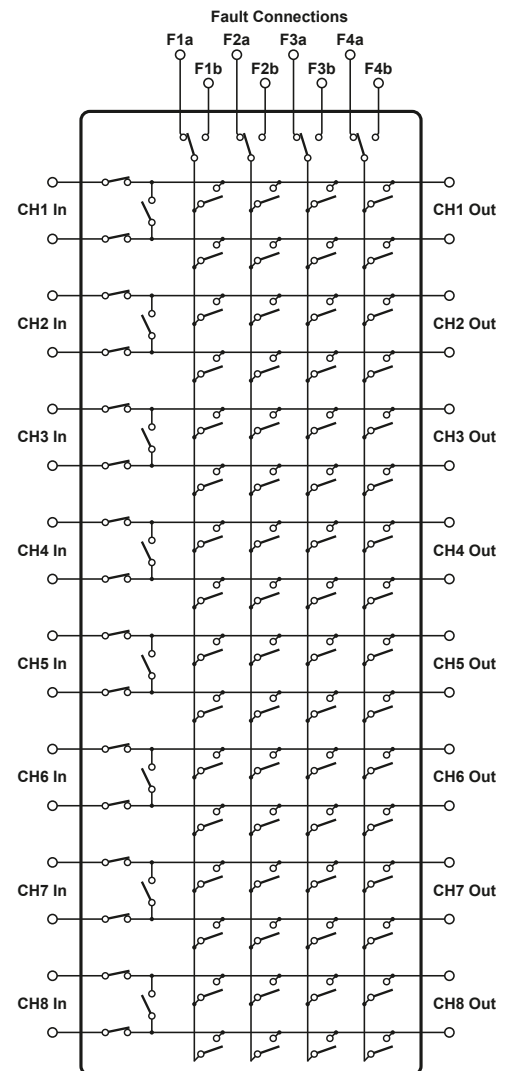 Fault Connections
F1a F2a F3a F4a
F1b F2b F3b F4b
CH1 In CH1 Out
CH2 In CH2 Out
CH3 In CH3 Out
CH4 In CH4 Out
CH5 In CH5 Out
CH6 In CH6 Out
CH7 In CH7 Out
CH8 In CH8 Out